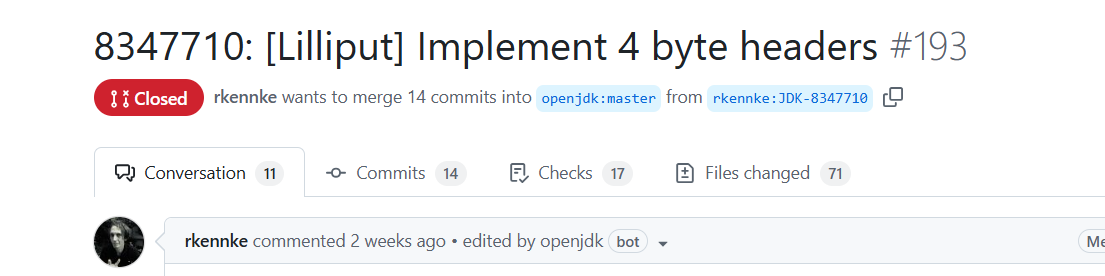 8347710: [Lilliput] Implement 4 byte headers #193
Closed rkennke wants to merge 14 commits into openjdk:master from rkennke:JDK-8347710
Conversation 11 Commits 14 Checks 17 Files changed 71
rkennke commented 2 weeks ago • edited by openjdk bot